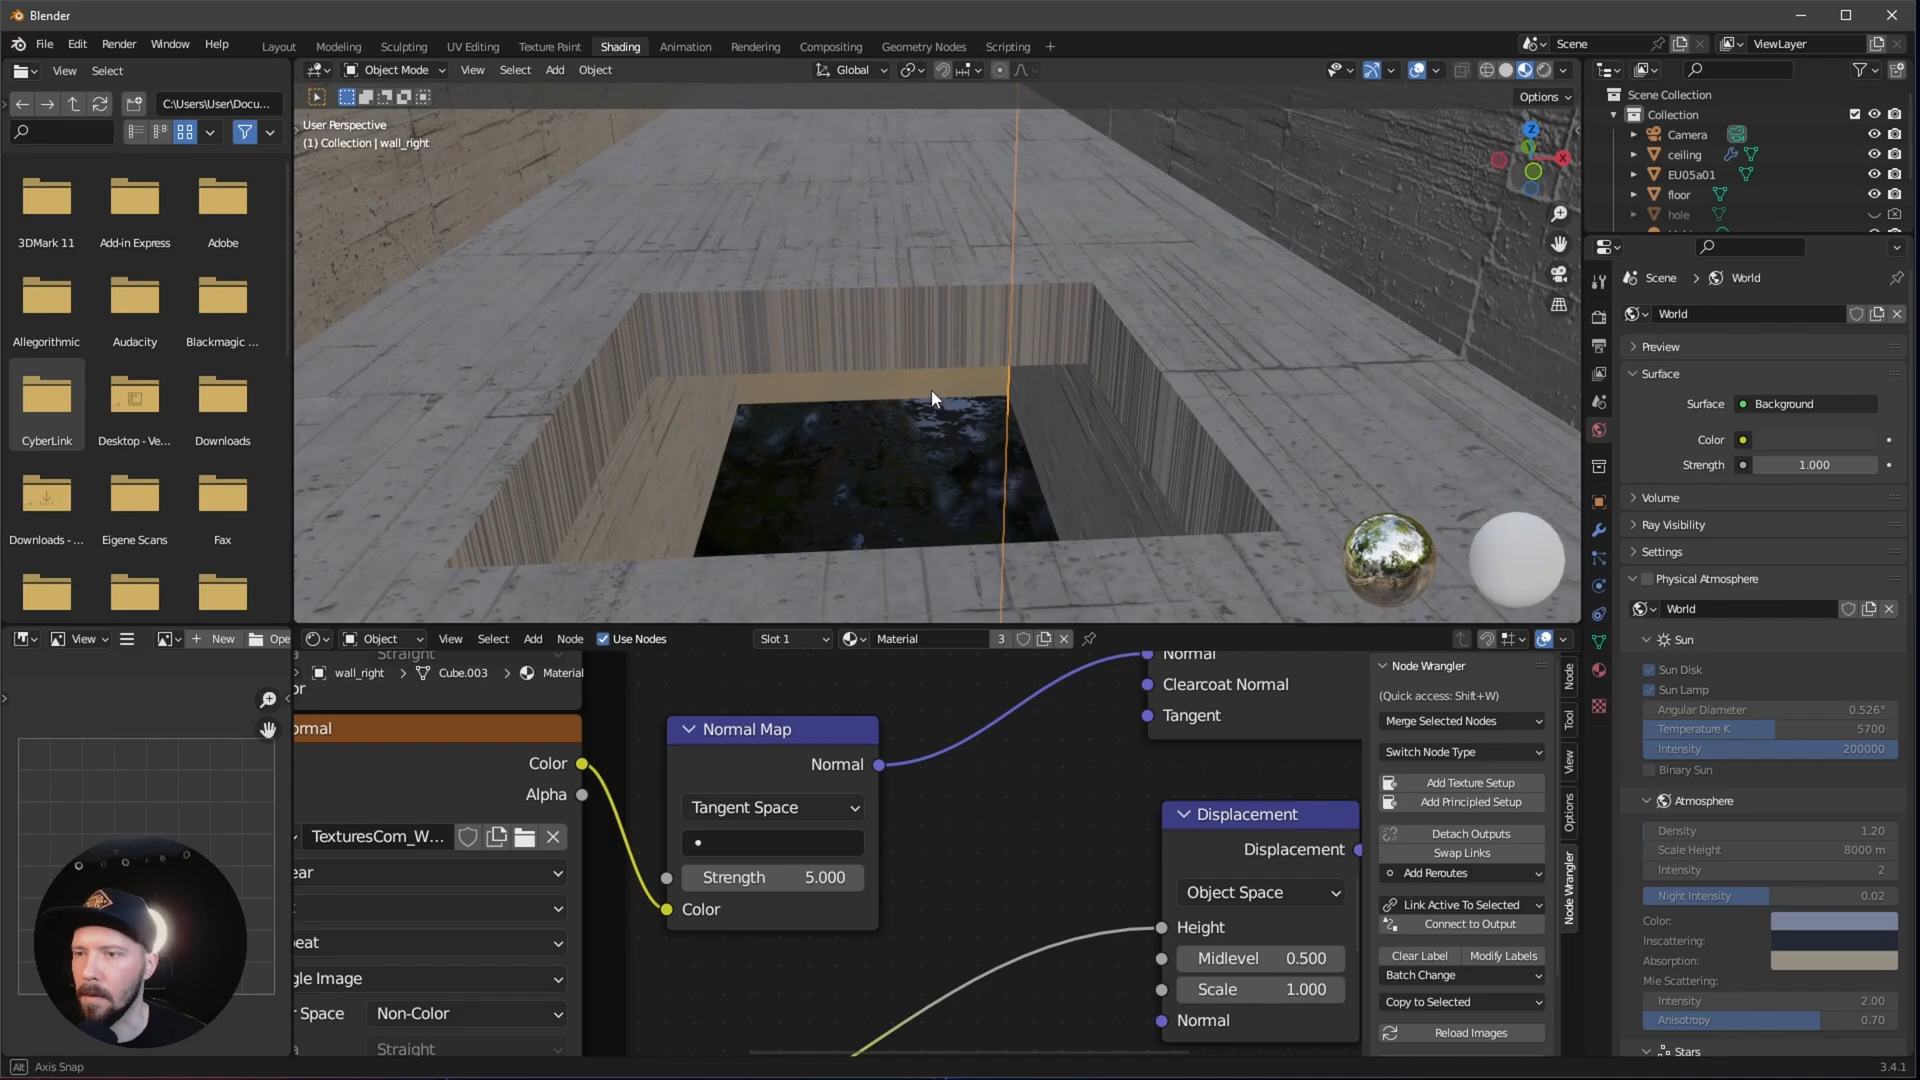 Blender
File Edit Render Window Help
Layout Modeling Sculpting UV Editing Texture Paint Shading Animation Rendering Compositing Geometry Nodes Scripting +
Scene ViewLayer
View Select
Object Mode View Select Add Object
Global
C:\Users\User\Docu...
Options
User Perspective
(1) Collection | wall_right
Z
X
3DMark 11 Add-in Express Adobe
Allegorithmic Audacity Blackmagic ...
CyberLink Desktop - Ve... Downloads
Downloads - ... Eigene Scans Fax
Scene Collection
Collection
Camera
ceiling
EU05a01
floor
hole
Scene > World
World
Preview
Surface
Surface Background
Color
Strength 1.000
Volume
Ray Visibility
Settings
Physical Atmosphere
World
Sun
Sun Disk
Sun Lamp
Angular Diameter 0.526°
Temperature K 5700
Intensity 200000
Binary Sun
Atmosphere
Density 1.20
Scale Height 8000 m
Intensity 2
Night Intensity 0.02
Color:
Inscattering:
Absorption:
Mie Scattering:
Intensity 2.00
Anisotropy 0.70
Stars
View New Ope
Object View Select Add Node Use Nodes Slot 1 Material 3
Straight
wall_right > Cube.003 > Material
or
ormal
Color
Alpha
TexturesCom_W...
ear
t
eat
gle Image
r Space Non-Color
Straight
Normal Map
Normal
Tangent Space
Strength 5.000
Color
Normal
Clearcoat Normal
Tangent
Displacement
Displacement
Object Space
Height
Midlevel 0.500
Scale 1.000
Normal
Node Wrangler
(Quick access: Shift+W)
Merge Selected Nodes
Switch Node Type
Add Texture Setup
Add Principled Setup
Detach Outputs
Swap Links
Add Reroutes
Link Active To Selected
Connect to Output
Clear Label Modify Labels
Batch Change
Copy to Selected
Reload Images
Node
Tool
View
Options
Node Wrangler
Alt Axis Snap
3.4.1